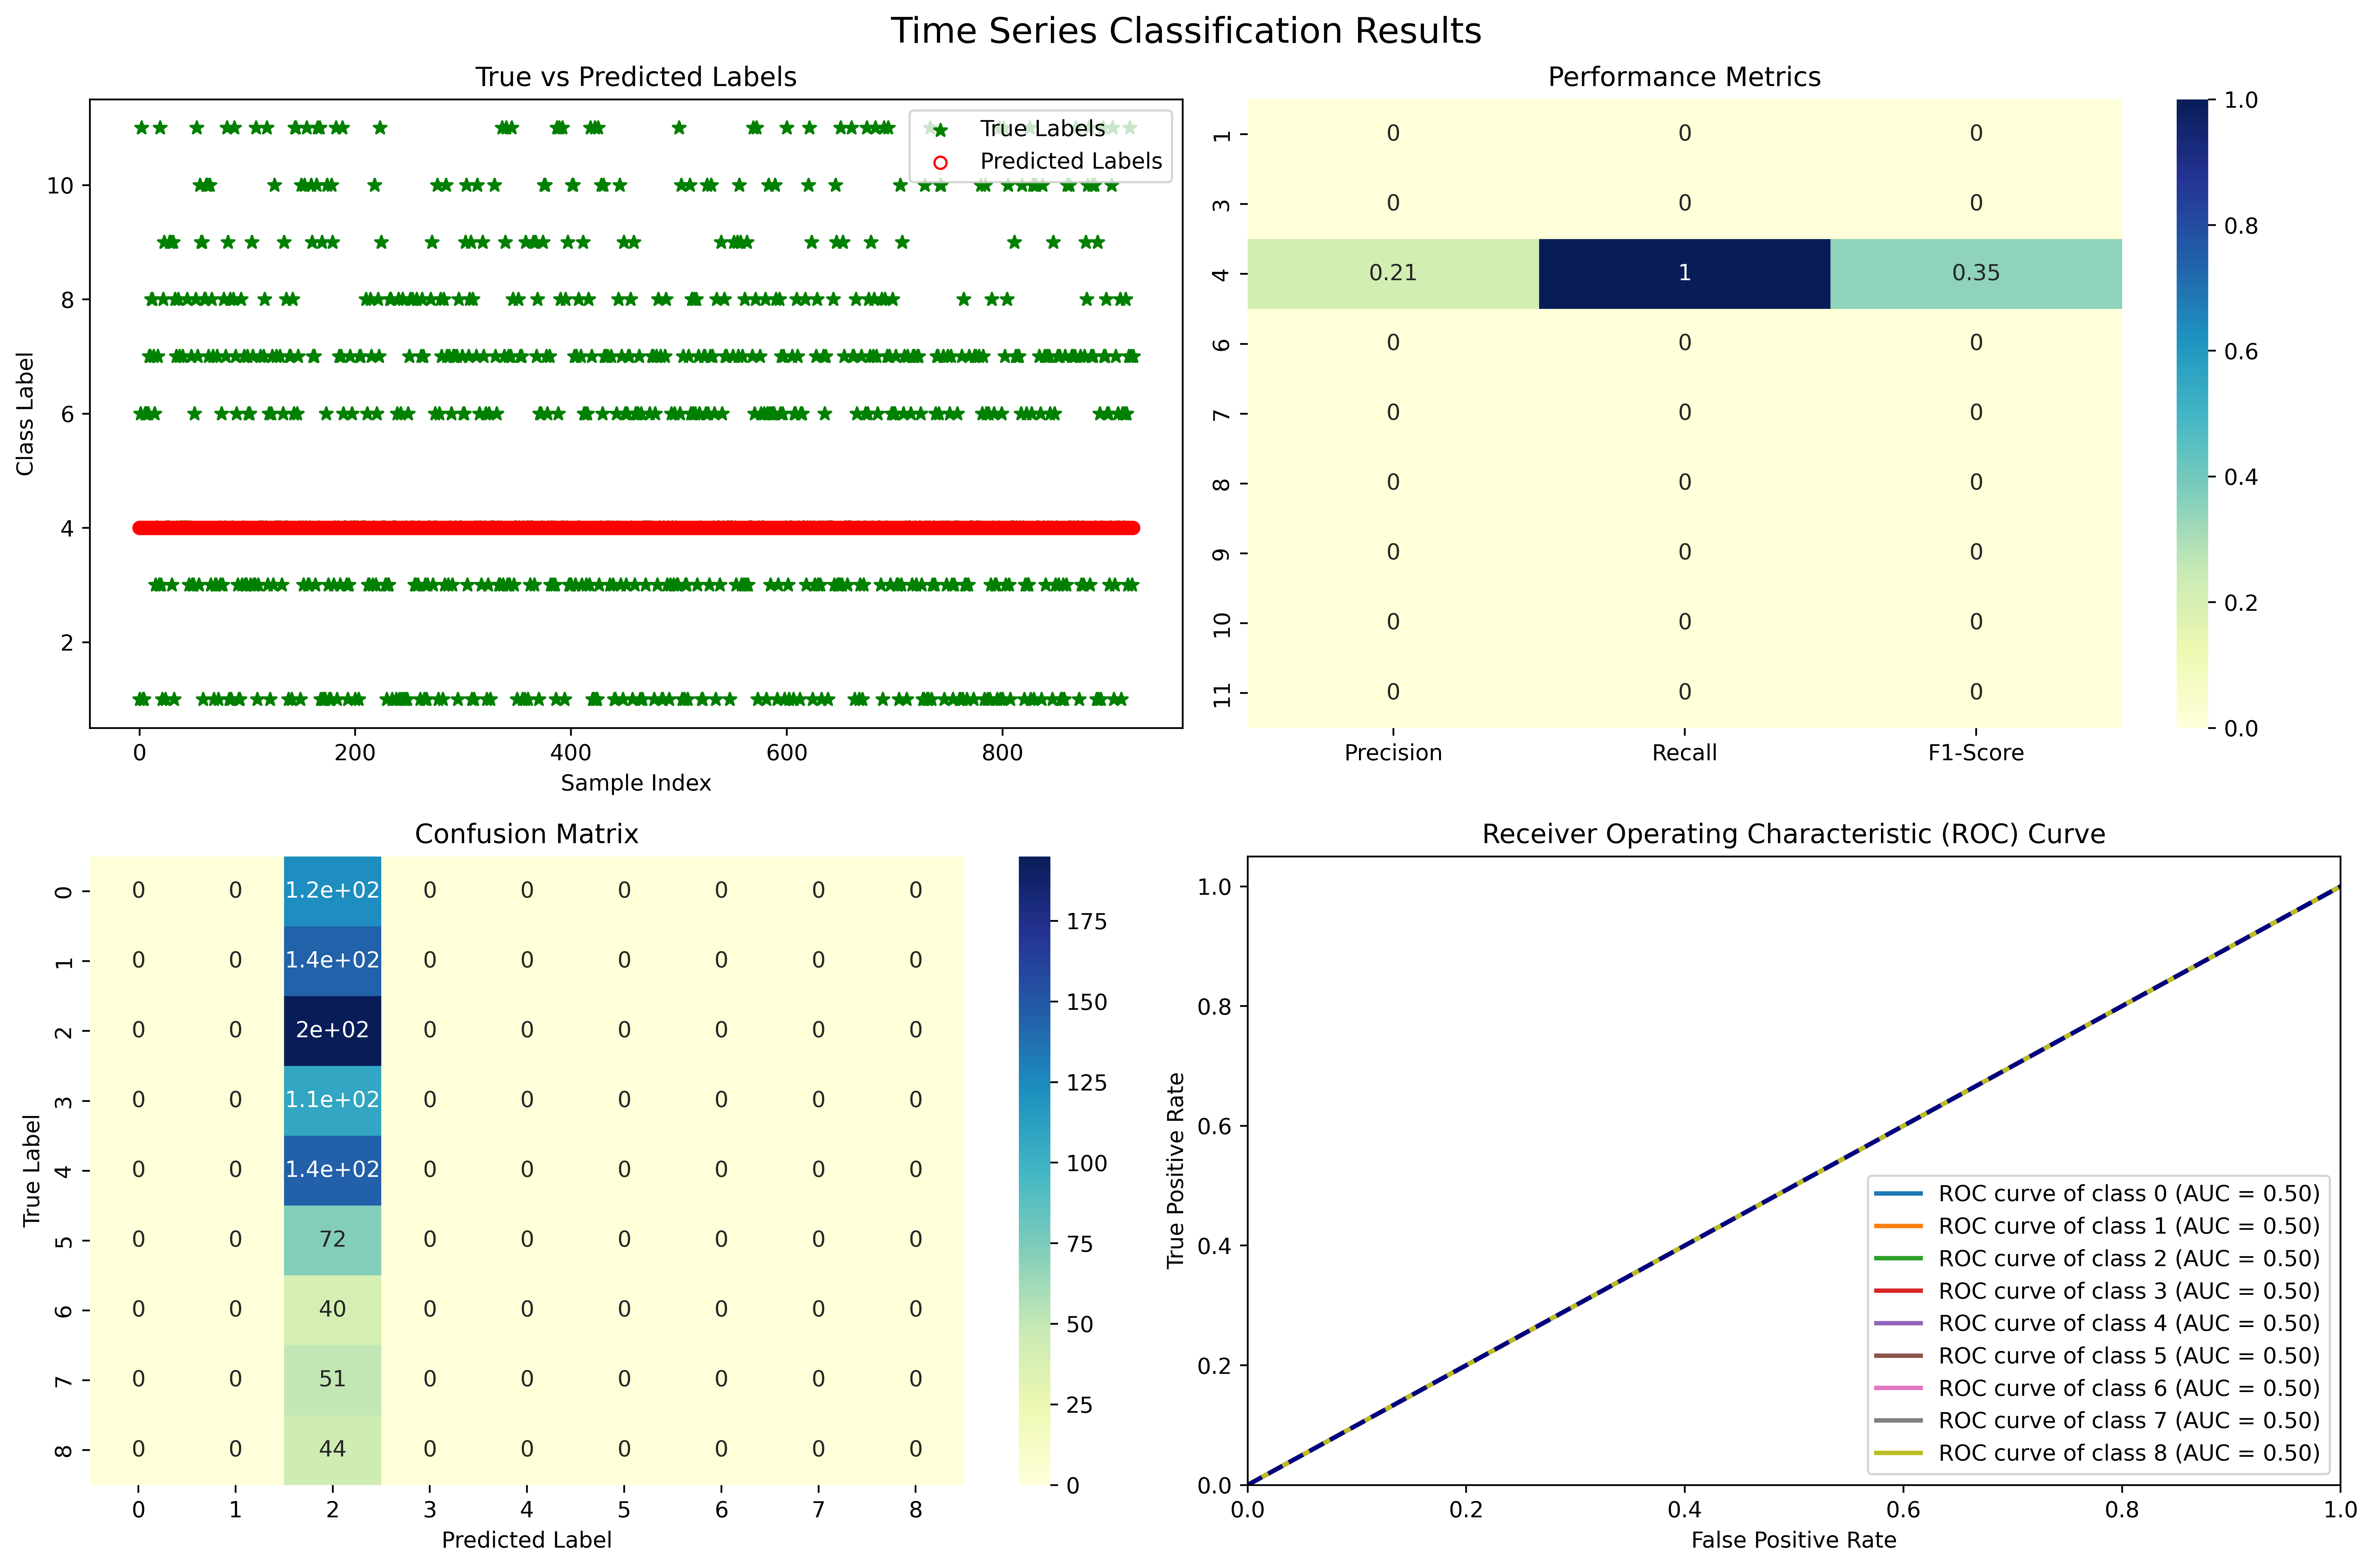 Time Series Classification Results
True vs Predicted Labels
Class Label
10
8
6
4
2
0 200 400 600 800
Sample Index
True Labels
Predicted Labels
Performance Metrics
1 0 0 0
3 0 0 0
4 0.21 1 0.35
6 0 0 0
7 0 0 0
8 0 0 0
9 0 0 0
10 0 0 0
11 0 0 0
Precision Recall F1-Score
1.0
0.8
0.6
0.4
0.2
0.0
Confusion Matrix
True Label
0 0 0 1.2e+02 0 0 0 0 0 0
1 0 0 1.4e+02 0 0 0 0 0 0
2 0 0 2e+02 0 0 0 0 0 0
3 0 0 1.1e+02 0 0 0 0 0 0
4 0 0 1.4e+02 0 0 0 0 0 0
5 0 0 72 0 0 0 0 0 0
6 0 0 40 0 0 0 0 0 0
7 0 0 51 0 0 0 0 0 0
8 0 0 44 0 0 0 0 0 0
0 1 2 3 4 5 6 7 8
Predicted Label
175
150
125
100
75
50
25
0
Receiver Operating Characteristic (ROC) Curve
True Positive Rate
1.0
0.8
0.6
0.4
0.2
0.0
0.0 0.2 0.4 0.6 0.8 1.0
False Positive Rate
ROC curve of class 0 (AUC = 0.50)
ROC curve of class 1 (AUC = 0.50)
ROC curve of class 2 (AUC = 0.50)
ROC curve of class 3 (AUC = 0.50)
ROC curve of class 4 (AUC = 0.50)
ROC curve of class 5 (AUC = 0.50)
ROC curve of class 6 (AUC = 0.50)
ROC curve of class 7 (AUC = 0.50)
ROC curve of class 8 (AUC = 0.50)